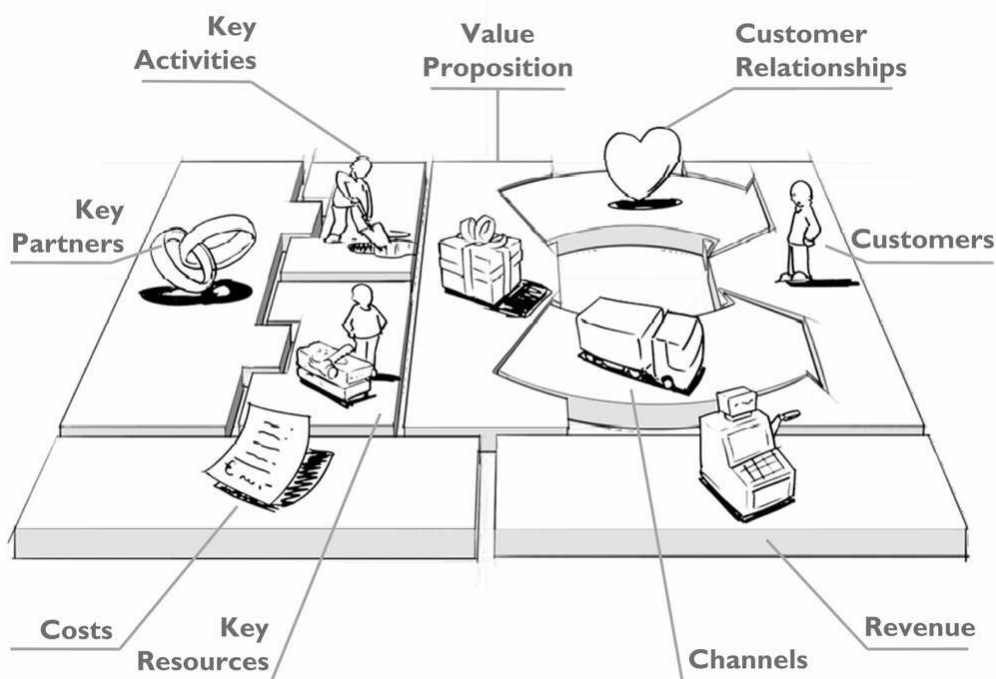 Key
Activities
Value
Proposition
Customer
Relationships
Key
Partners
Customers
Costs
Key
Resources
Channels
Revenue